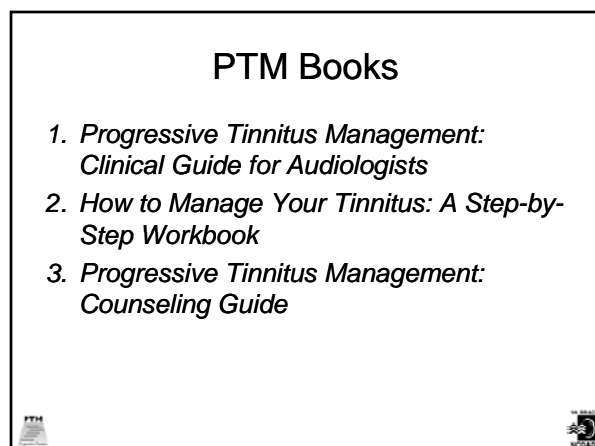 PTM Books
1. Progressive Tinnitus Management:
Clinical Guide for Audiologists
2. How to Manage Your Tinnitus: A Step-by-
Step Workbook
3. Progressive Tinnitus Management:
Counseling Guide
PTM